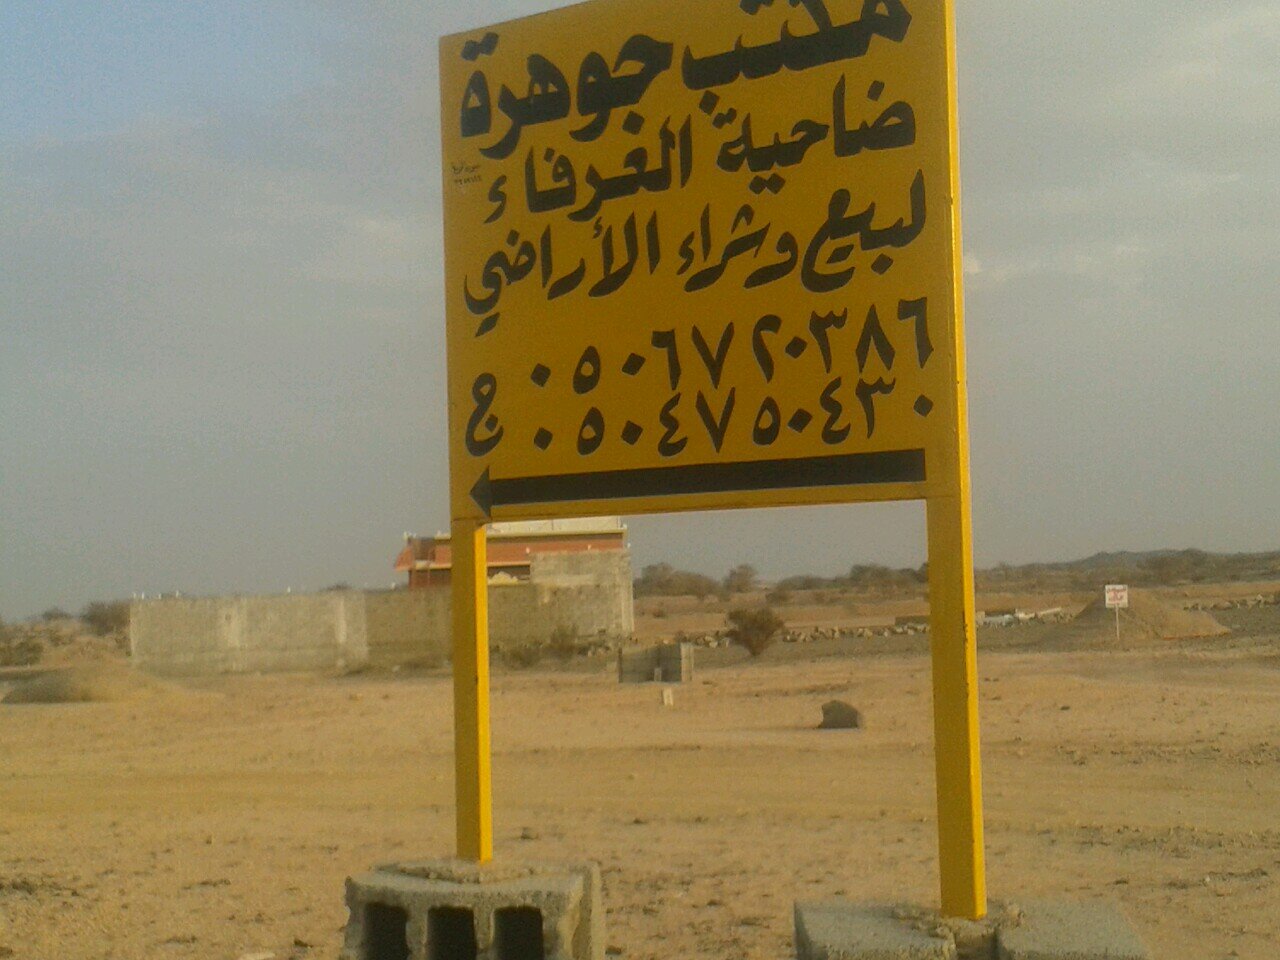 مكتب جوهرة
ضاحية الغرفاء
لبيع وشراء الأراضي
ج ٠٥٠٦٧٢٠٣٨٦
٠٥٠٤٧٥٠٤٣٠